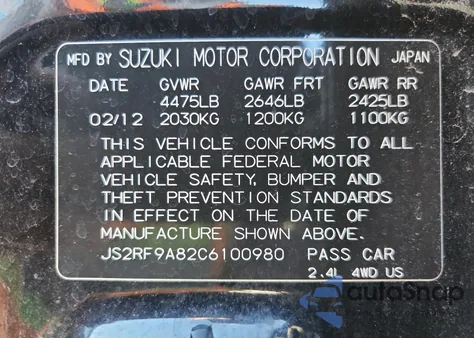 MFD BY SUZUKI MOTOR CORPORATION JAPAN
DATE GVWR GAWR FRT GAWR RR
4475LB 2646LB 2425LB
02/12 2030KG 1200KG 1100KG
THIS VEHICLE CONFORMS TO ALL
APPLICABLE FEDERAL MOTOR
VEHICLE SAFETY, BUMPER AND
THEFT PREVENTION STANDARDS
IN EFFECT ON THE DATE OF
MANUFACTURE SHOWN ABOVE.
JS2RF9A82C6100980 PASS CAR
2.4L 4WD US
AutoSnap